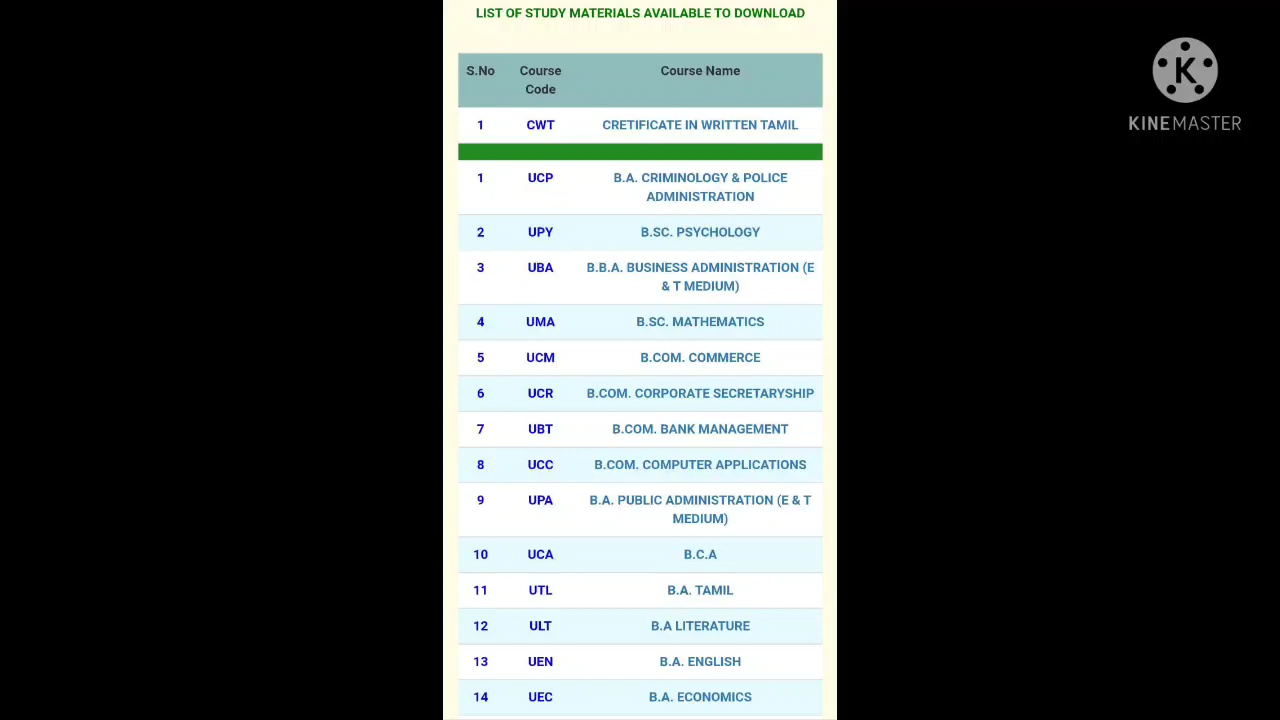 LIST OF STUDY MATERIALS AVAILABLE TO DOWNLOAD
S.No Course Code Course Name
1 CWT CRETIFICATE IN WRITTEN TAMIL
1 UCP B.A. CRIMINOLOGY & POLICE ADMINISTRATION
2 UPY B.SC. PSYCHOLOGY
3 UBA B.B.A. BUSINESS ADMINISTRATION (E & T MEDIUM)
4 UMA B.SC. MATHEMATICS
5 UCM B.COM. COMMERCE
6 UCR B.COM. CORPORATE SECRETARYSHIP
7 UBT B.COM. BANK MANAGEMENT
8 UCC B.COM. COMPUTER APPLICATIONS
9 UPA B.A. PUBLIC ADMINISTRATION (E & T MEDIUM)
10 UCA B.C.A
11 UTL B.A. TAMIL
12 ULT B.A LITERATURE
13 UEN B.A. ENGLISH
14 UEC B.A. ECONOMICS
K
KINEMASTER